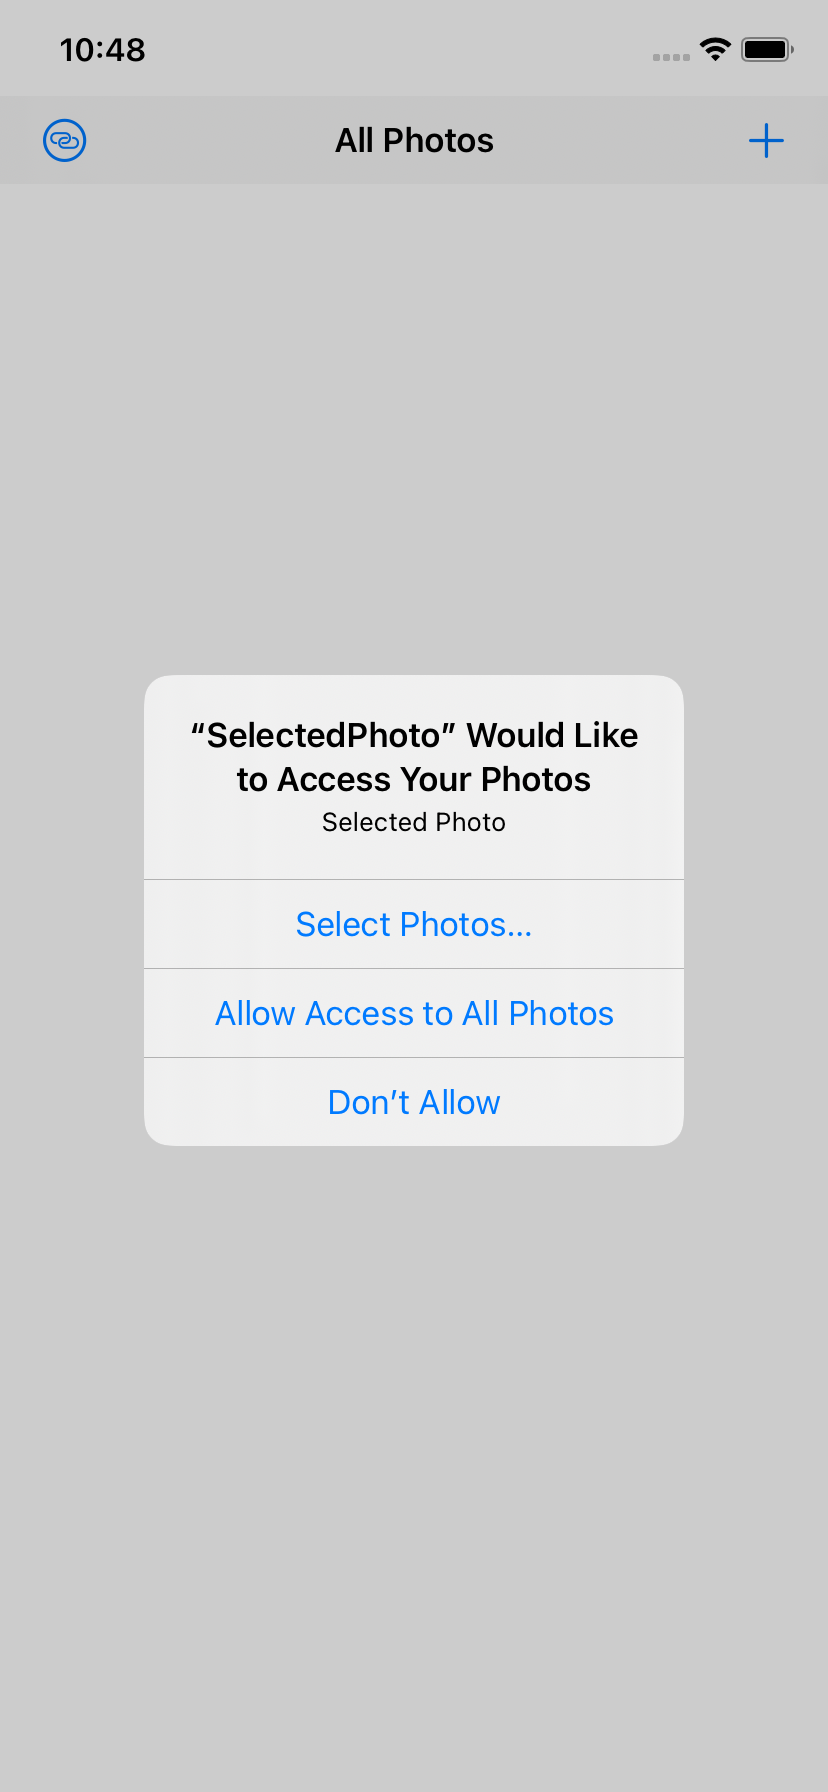 10:48
All Photos
“SelectedPhoto” Would Like
to Access Your Photos
Selected Photo
Select Photos...
Allow Access to All Photos
Don’t Allow